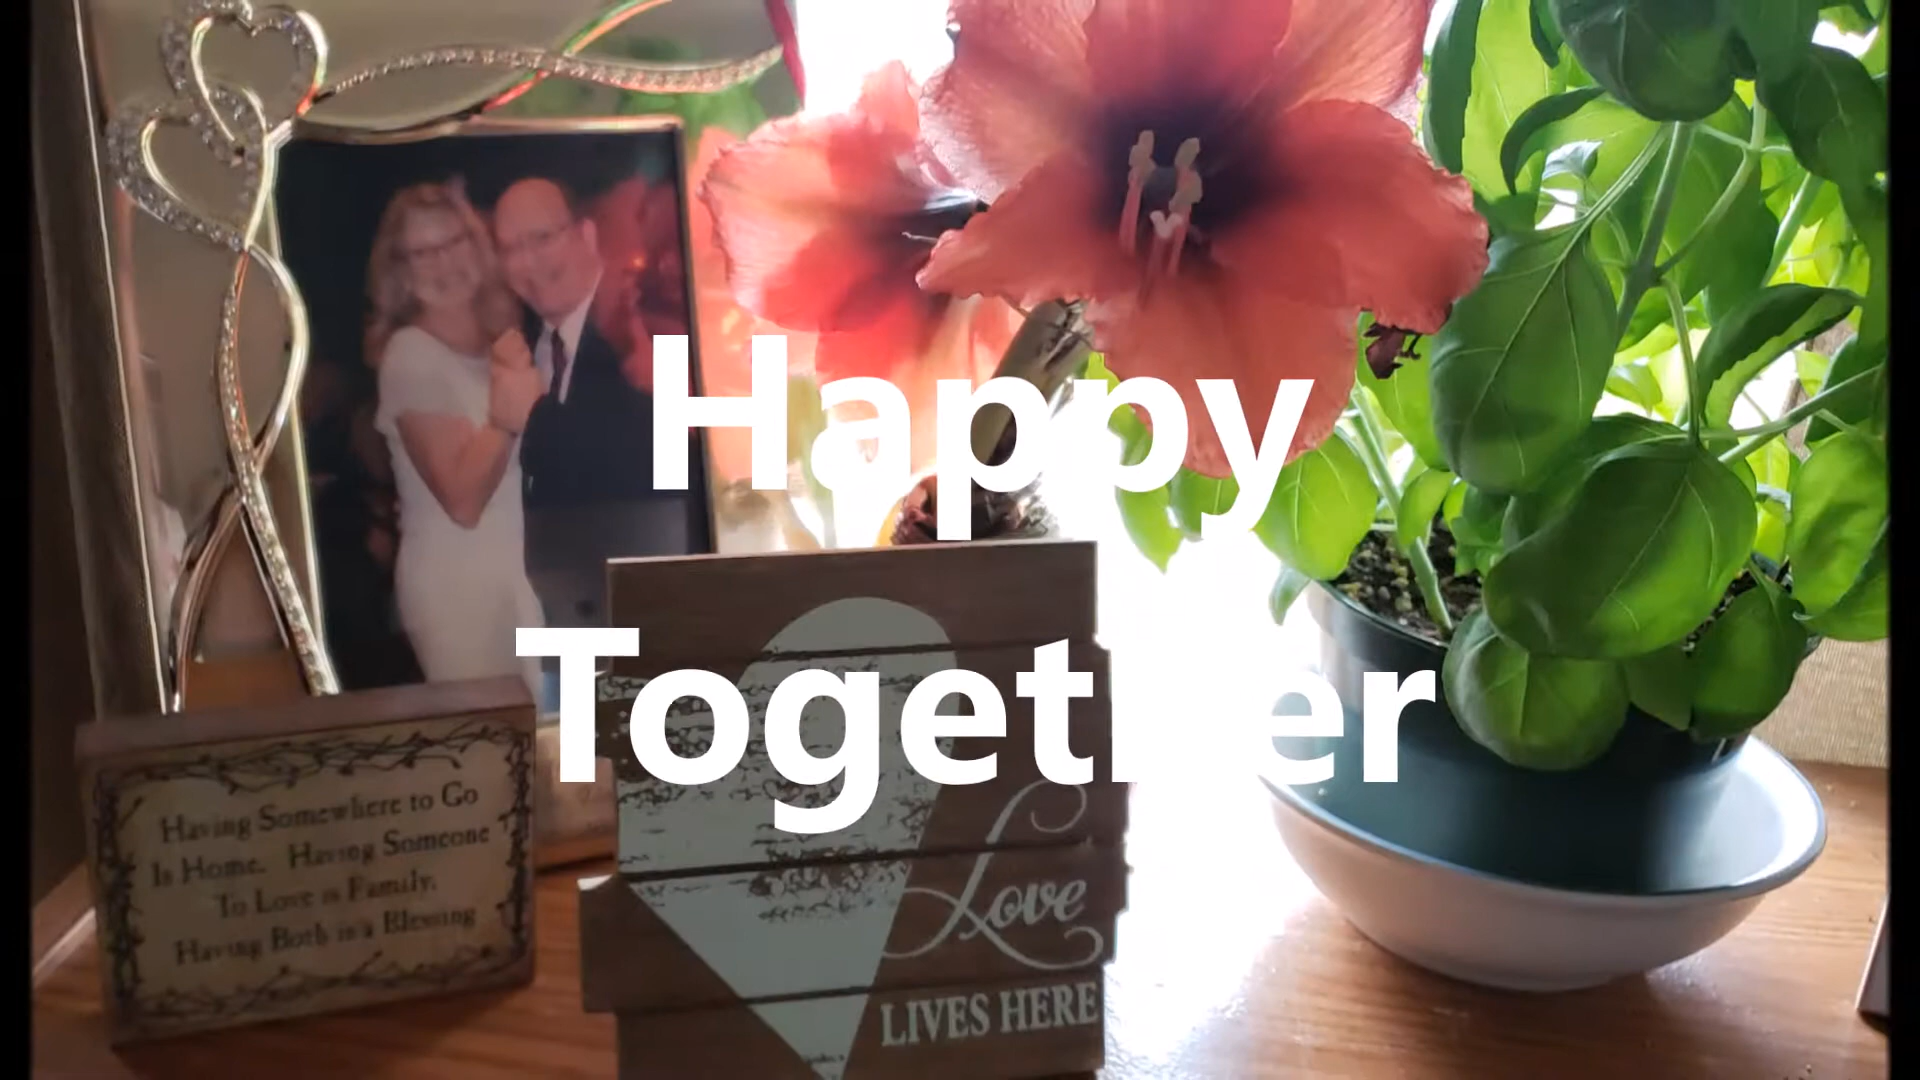 Happy
Together
Having Somewhere to Go
Is Home. Having Someone
To Love is Family.
Having Both is a Blessing
Love
LIVES HERE